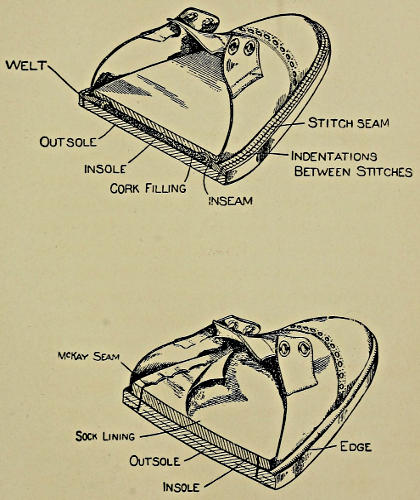 WELT
OUTSOLE
INSOLE
CORK FILLING
INSEAM
STITCH SEAM
INDENTATIONS
BETWEEN STITCHES
MCKAY SEAM
SOCK LINING
OUTSOLE
INSOLE
EDGE